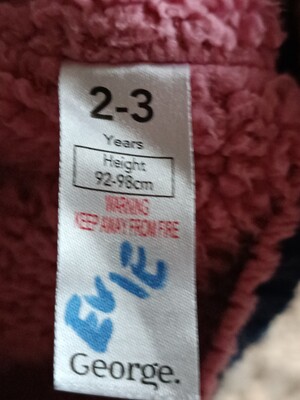 2-3
Years
Height
92-98cm
WARNING
KEEP AWAY FROM FIRE
EVIE
George.